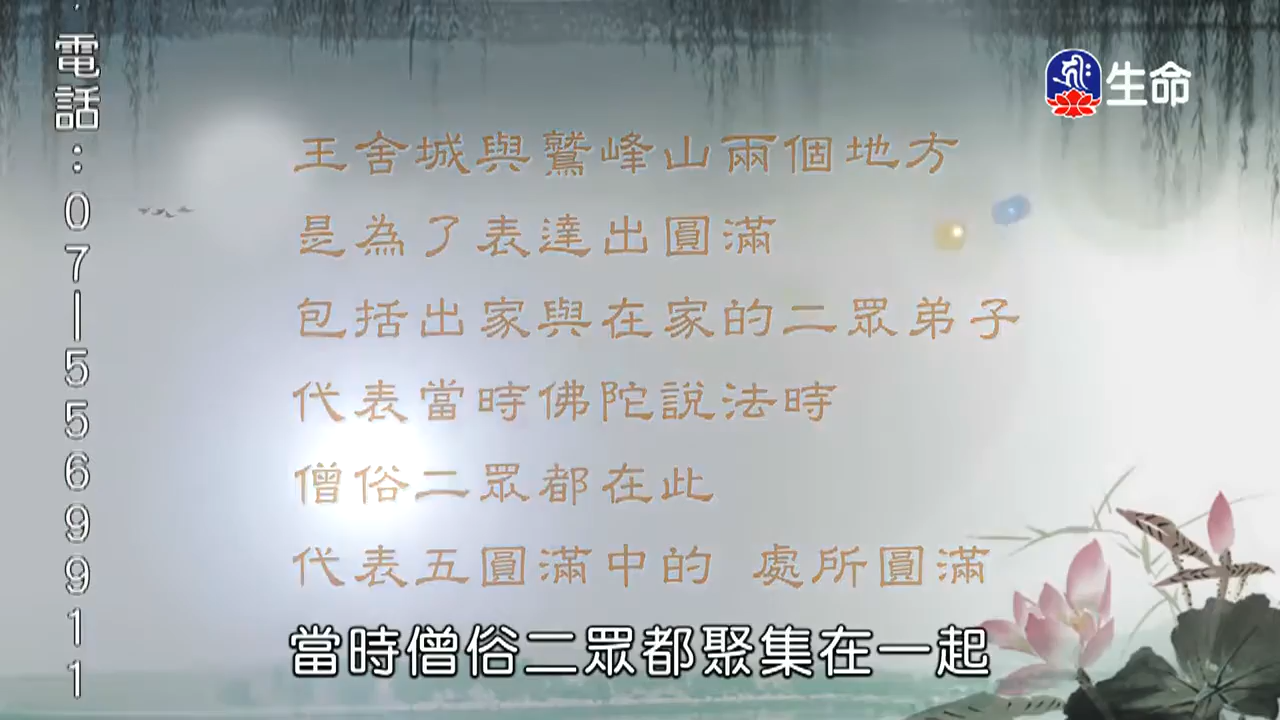 電話:07-5569911
生命
王舍城與鷲峰山兩個地方
是為了表達出圓滿
包括出家與在家的二眾弟子
代表當時佛陀說法時
僧俗二眾都在此
代表五圓滿中的 處所圓滿
當時僧俗二眾都聚集在一起